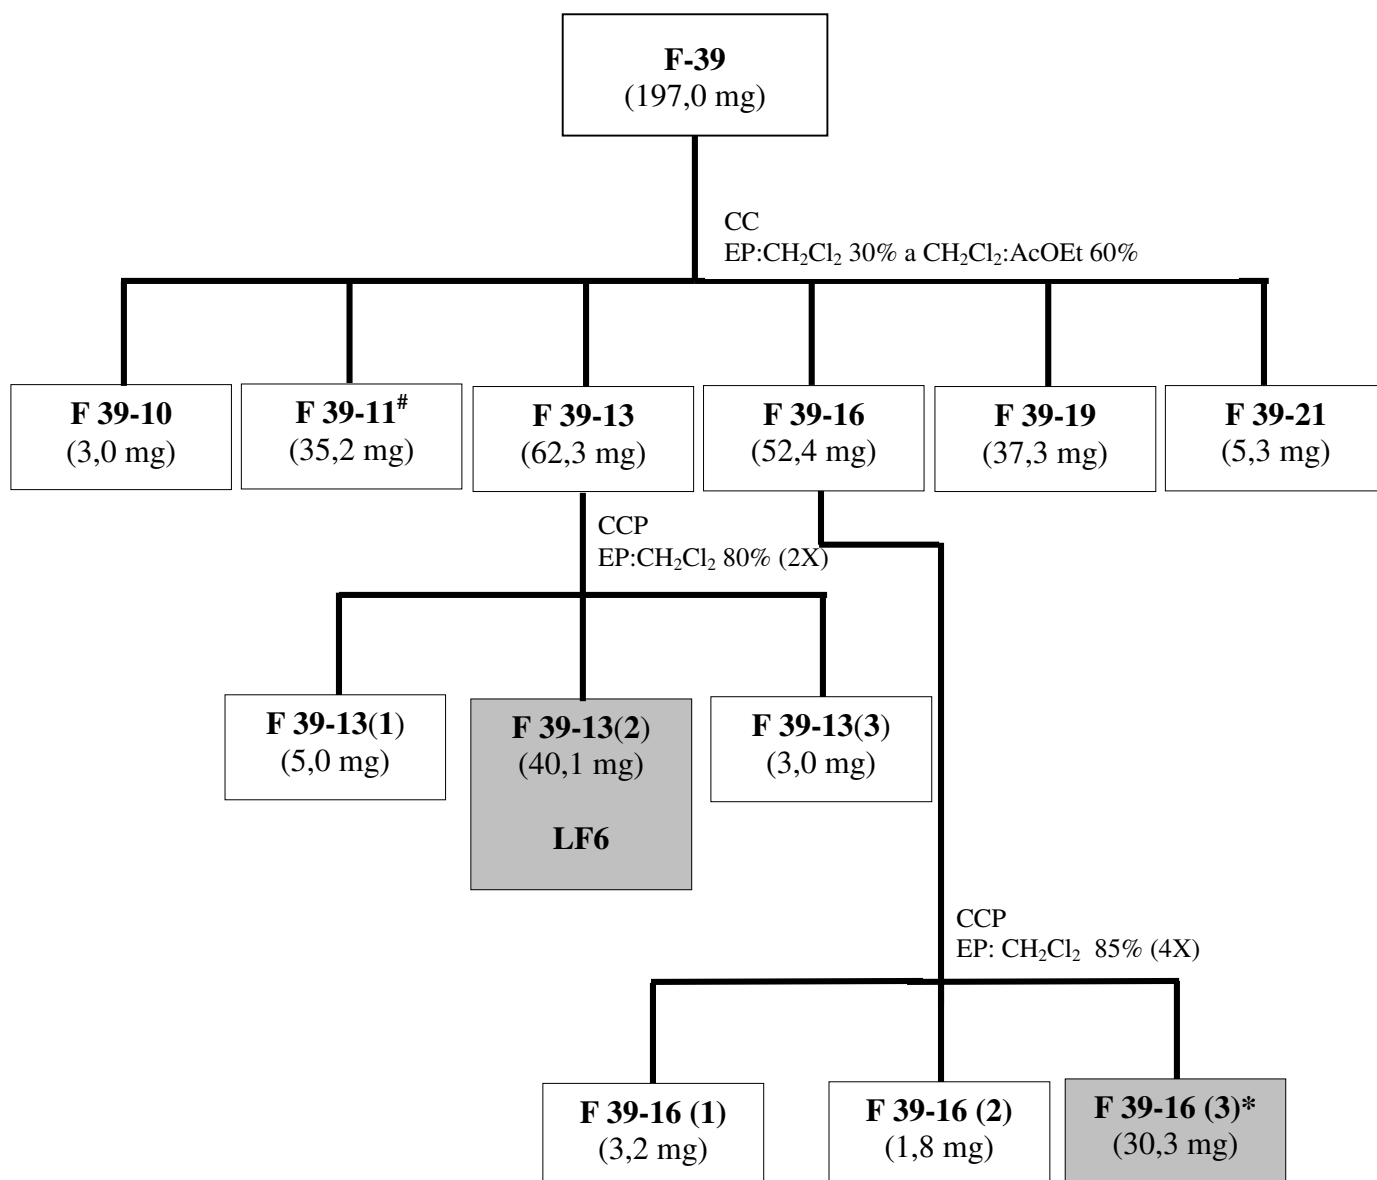 F-39
(197,0 mg)
CC
EP:CH₂Cl₂ 30% a CH₂Cl₂:AcOEt 60%
F 39-10
(3,0 mg)
F 39-11#
(35,2 mg)
F 39-13
(62,3 mg)
F 39-16
(52,4 mg)
F 39-19
(37,3 mg)
F 39-21
(5,3 mg)
CCP
EP:CH₂Cl₂ 80% (2X)
F 39-13(1)
(5,0 mg)
F 39-13(2)
(40,1 mg)
LF6
F 39-13(3)
(3,0 mg)
CCP
EP: CH₂Cl₂ 85% (4X)
F 39-16 (1)
(3,2 mg)
F 39-16 (2)
(1,8 mg)
F 39-16 (3)*
(30,3 mg)